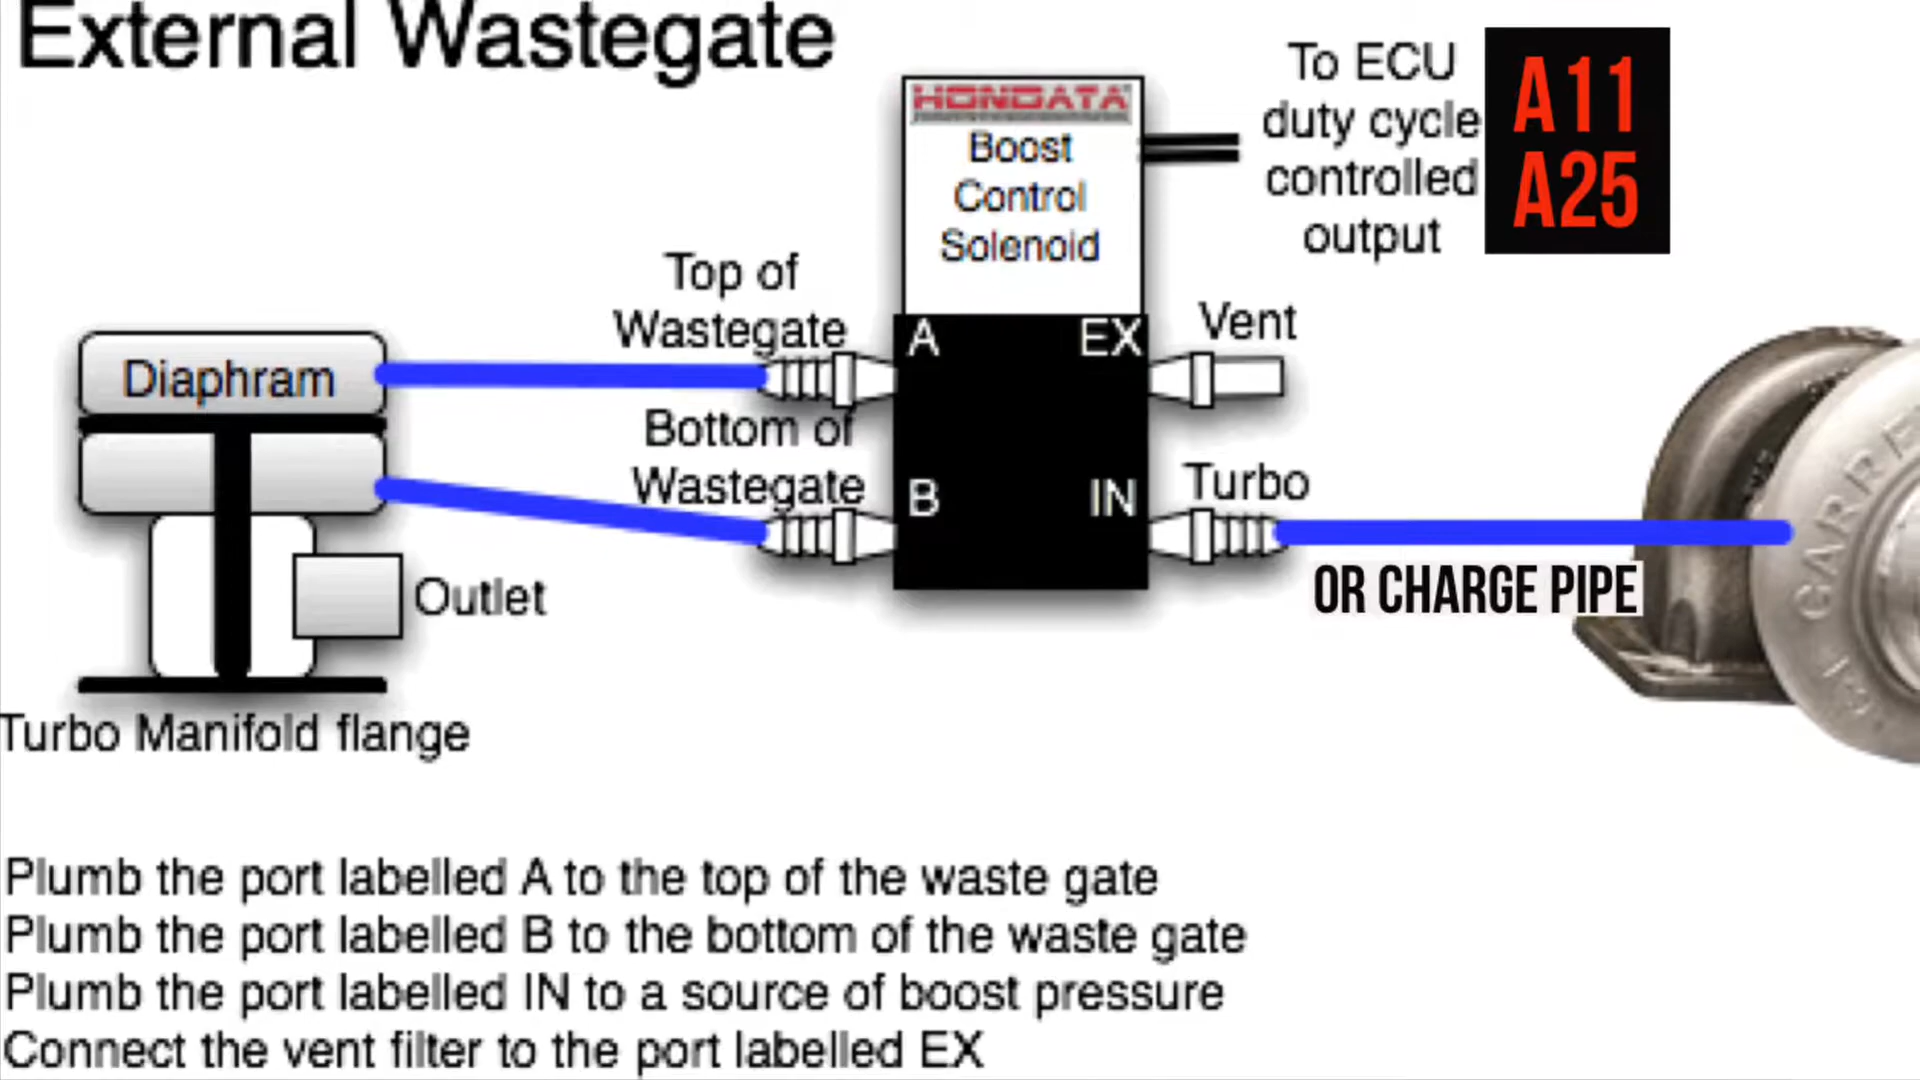 External Wastegate
HONDATA
Boost
Control
Solenoid
To ECU
duty cycle
controlled
output
A11
A25
Top of
Wastegate
A
EX
Vent
Diaphram
Bottom of
Wastegate
B
IN
Turbo
OR CHARGE PIPE
GARRE
Outlet
Turbo Manifold flange
Plumb the port labelled A to the top of the waste gate
Plumb the port labelled B to the bottom of the waste gate
Plumb the port labelled IN to a source of boost pressure
Connect the vent filter to the port labelled EX